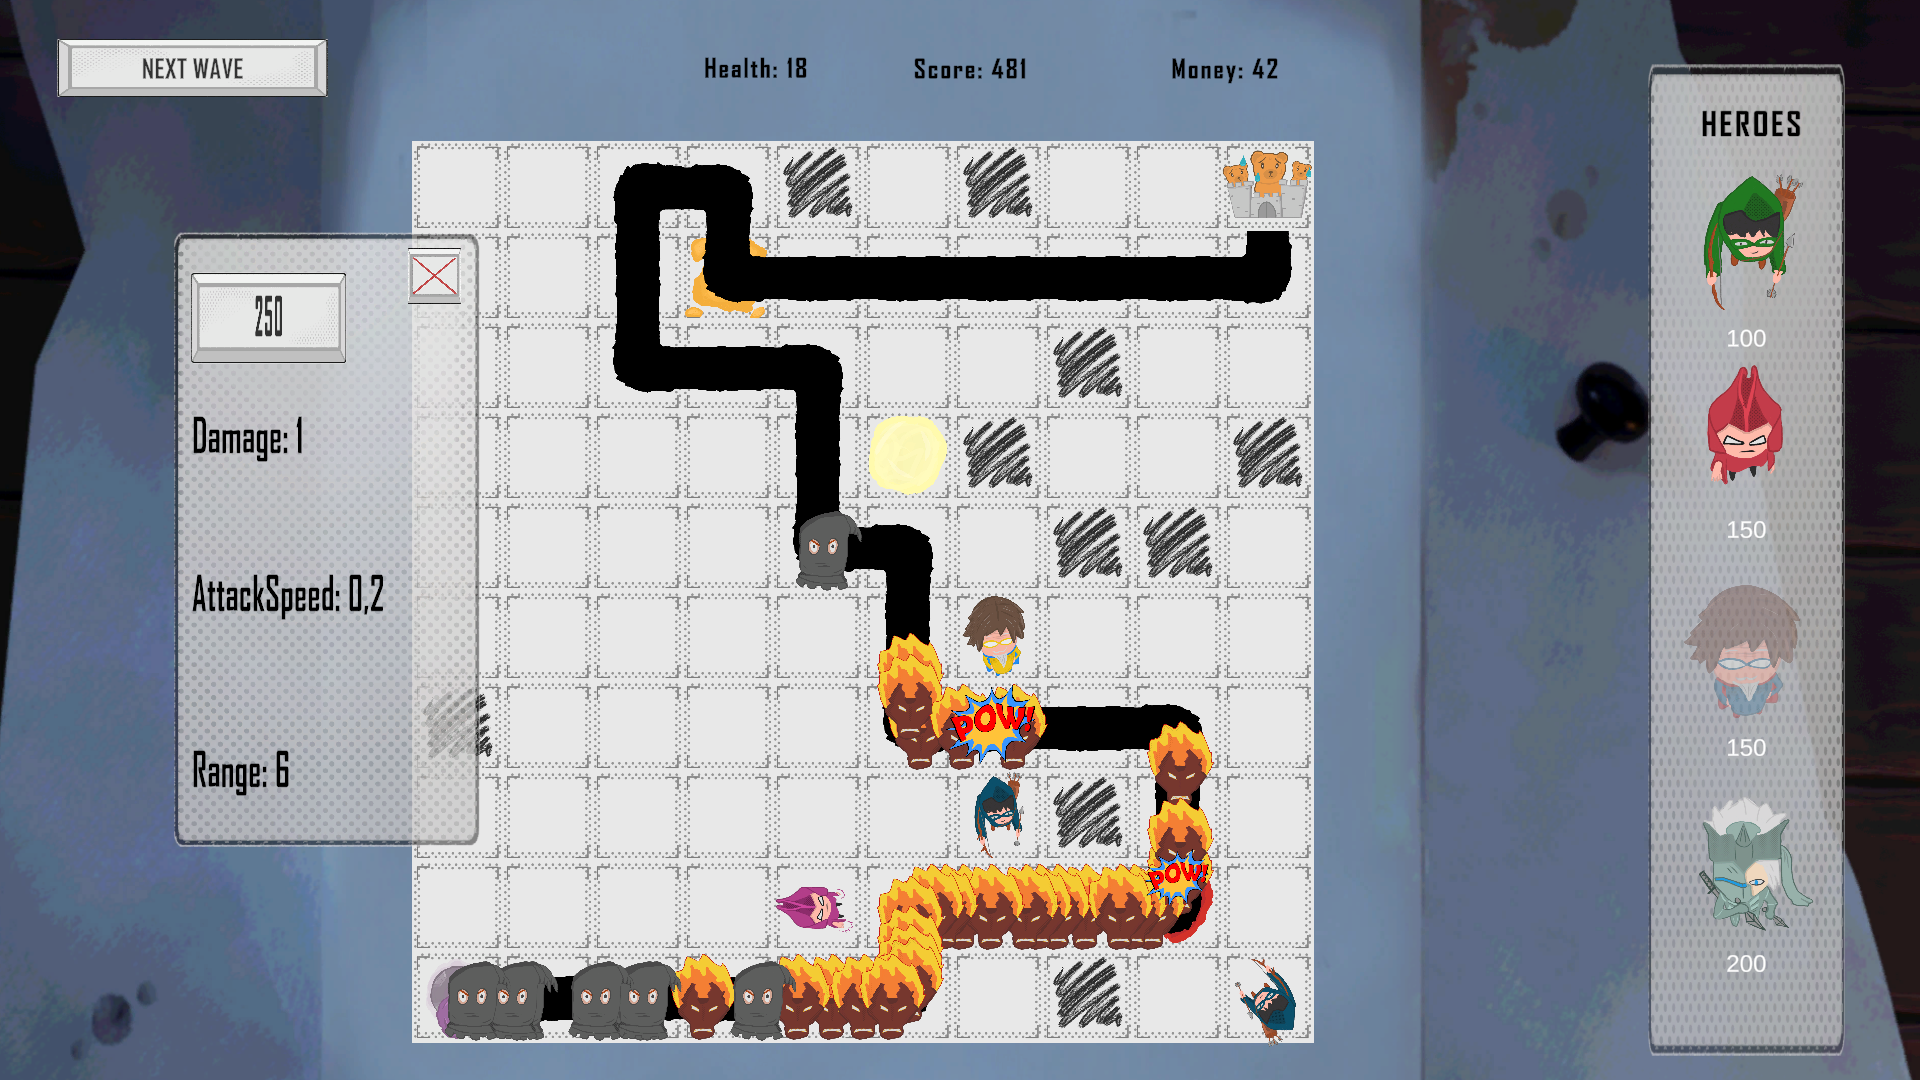 NEXT WAVE
Health: 18
Score: 481
Money: 42
HEROES
100
150
150
200
250
Damage: 1
AttackSpeed: 0,2
Range: 6
POW!
POW!